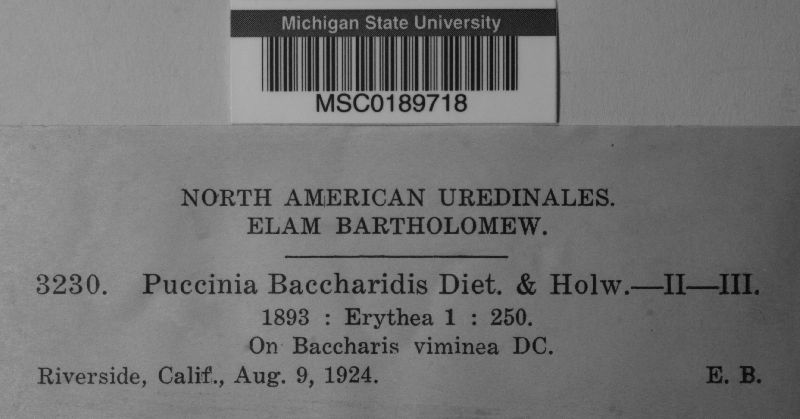 Michigan State University
MSC0189718
NORTH AMERICAN UREDINALES.
ELAM BARTHOLOMEW.
3230. Puccinia Baccharidis Diet. & Holw.—II—III.
1893 : Erythea 1 : 250.
On Baccharis viminea DC.
Riverside, Calif., Aug. 9, 1924. E. B.